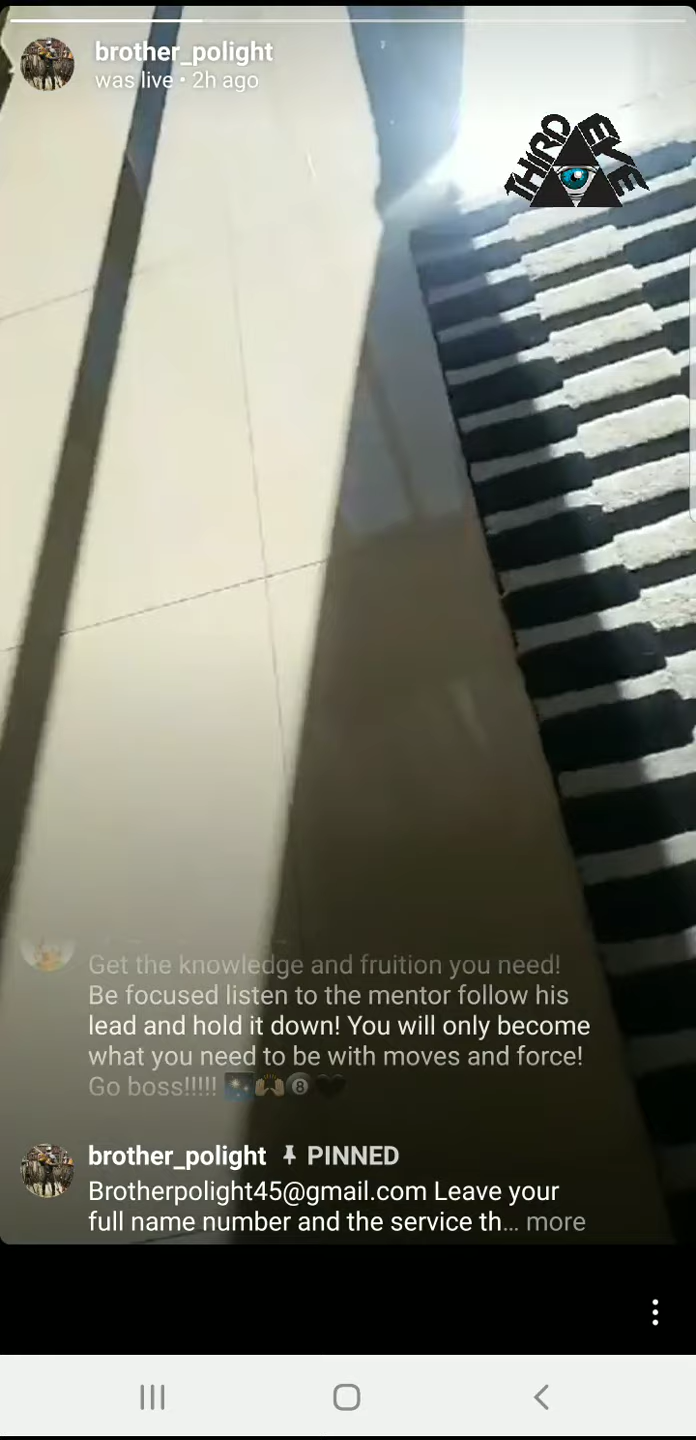 brother_polight
was live • 2h ago
THIRD EYE
Get the knowledge and fruition you need!
Be focused listen to the mentor follow his
lead and hold it down! You will only become
what you need to be with moves and force!
Go boss!!!!! 🌠🙌🏽🎱🖤
brother_polight 📌 PINNED
Brotherpolight45@gmail.com Leave your
full name number and the service th... more